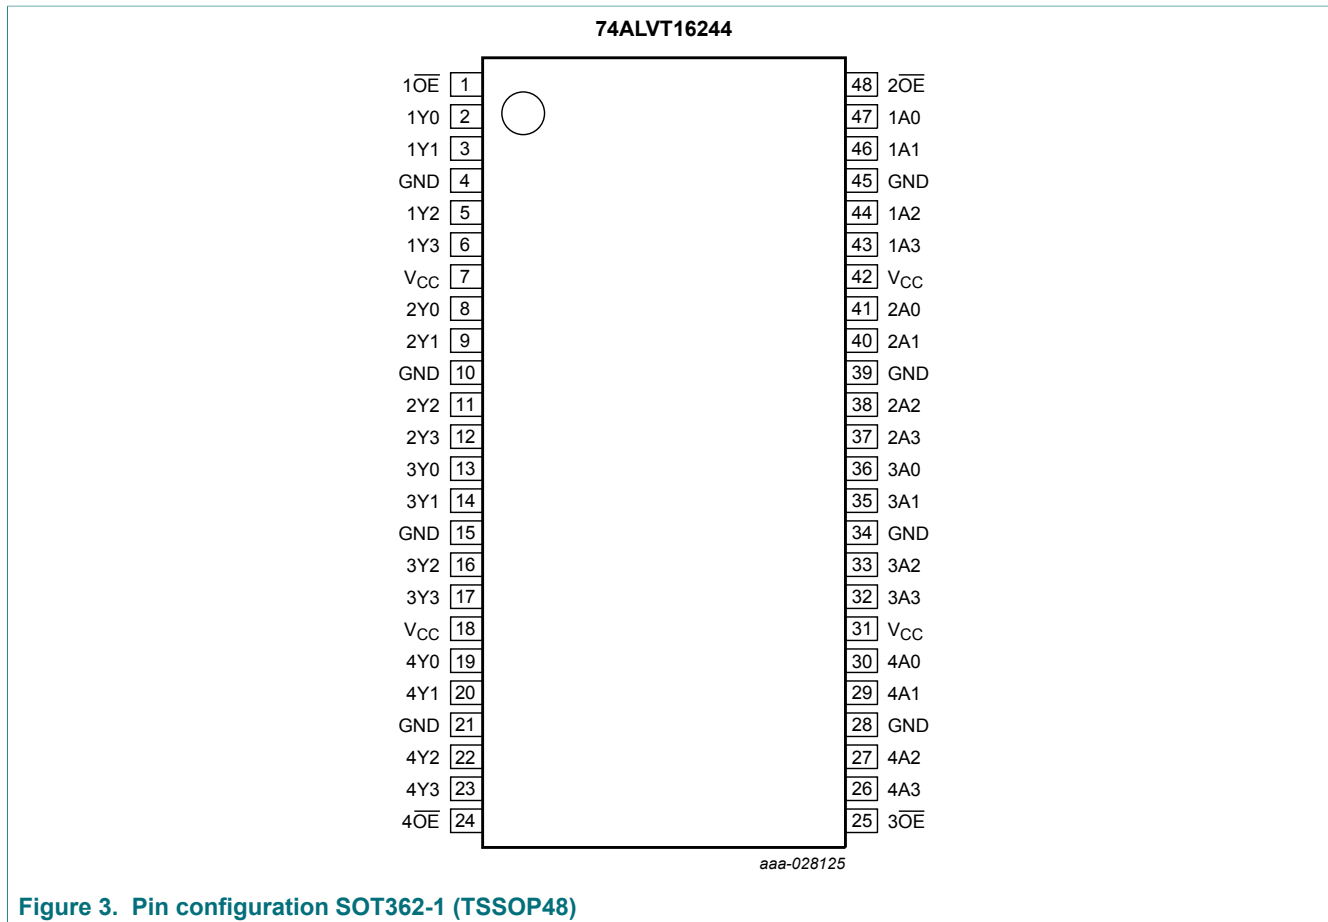 74ALVT16244
1O̅E̅ 1 48 2O̅E̅
1Y0 2 47 1A0
1Y1 3 46 1A1
GND 4 45 GND
1Y2 5 44 1A2
1Y3 6 43 1A3
VCC 7 42 VCC
2Y0 8 41 2A0
2Y1 9 40 2A1
GND 10 39 GND
2Y2 11 38 2A2
2Y3 12 37 2A3
3Y0 13 36 3A0
3Y1 14 35 3A1
GND 15 34 GND
3Y2 16 33 3A2
3Y3 17 32 3A3
VCC 18 31 VCC
4Y0 19 30 4A0
4Y1 20 29 4A1
GND 21 28 GND
4Y2 22 27 4A2
4Y3 23 26 4A3
4O̅E̅ 24 25 3O̅E̅
aaa-028125
Figure 3. Pin configuration SOT362-1 (TSSOP48)